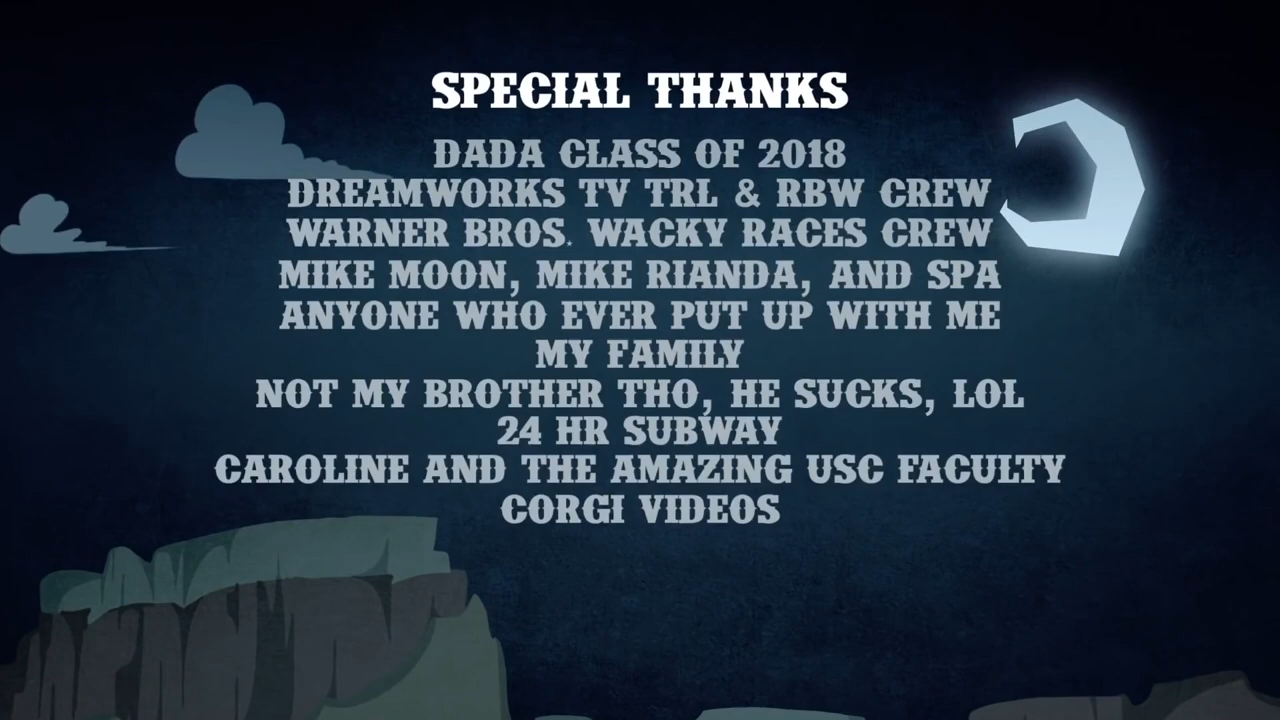 SPECIAL THANKS
DADA CLASS OF 2018
DREAMWORKS TV TRL & RBW CREW
WARNER BROS. WACKY RACES CREW
MIKE MOON, MIKE RIANDA, AND SPA
ANYONE WHO EVER PUT UP WITH ME
MY FAMILY
NOT MY BROTHER THO, HE SUCKS, LOL
24 HR SUBWAY
CAROLINE AND THE AMAZING USC FACULTY
CORGI VIDEOS